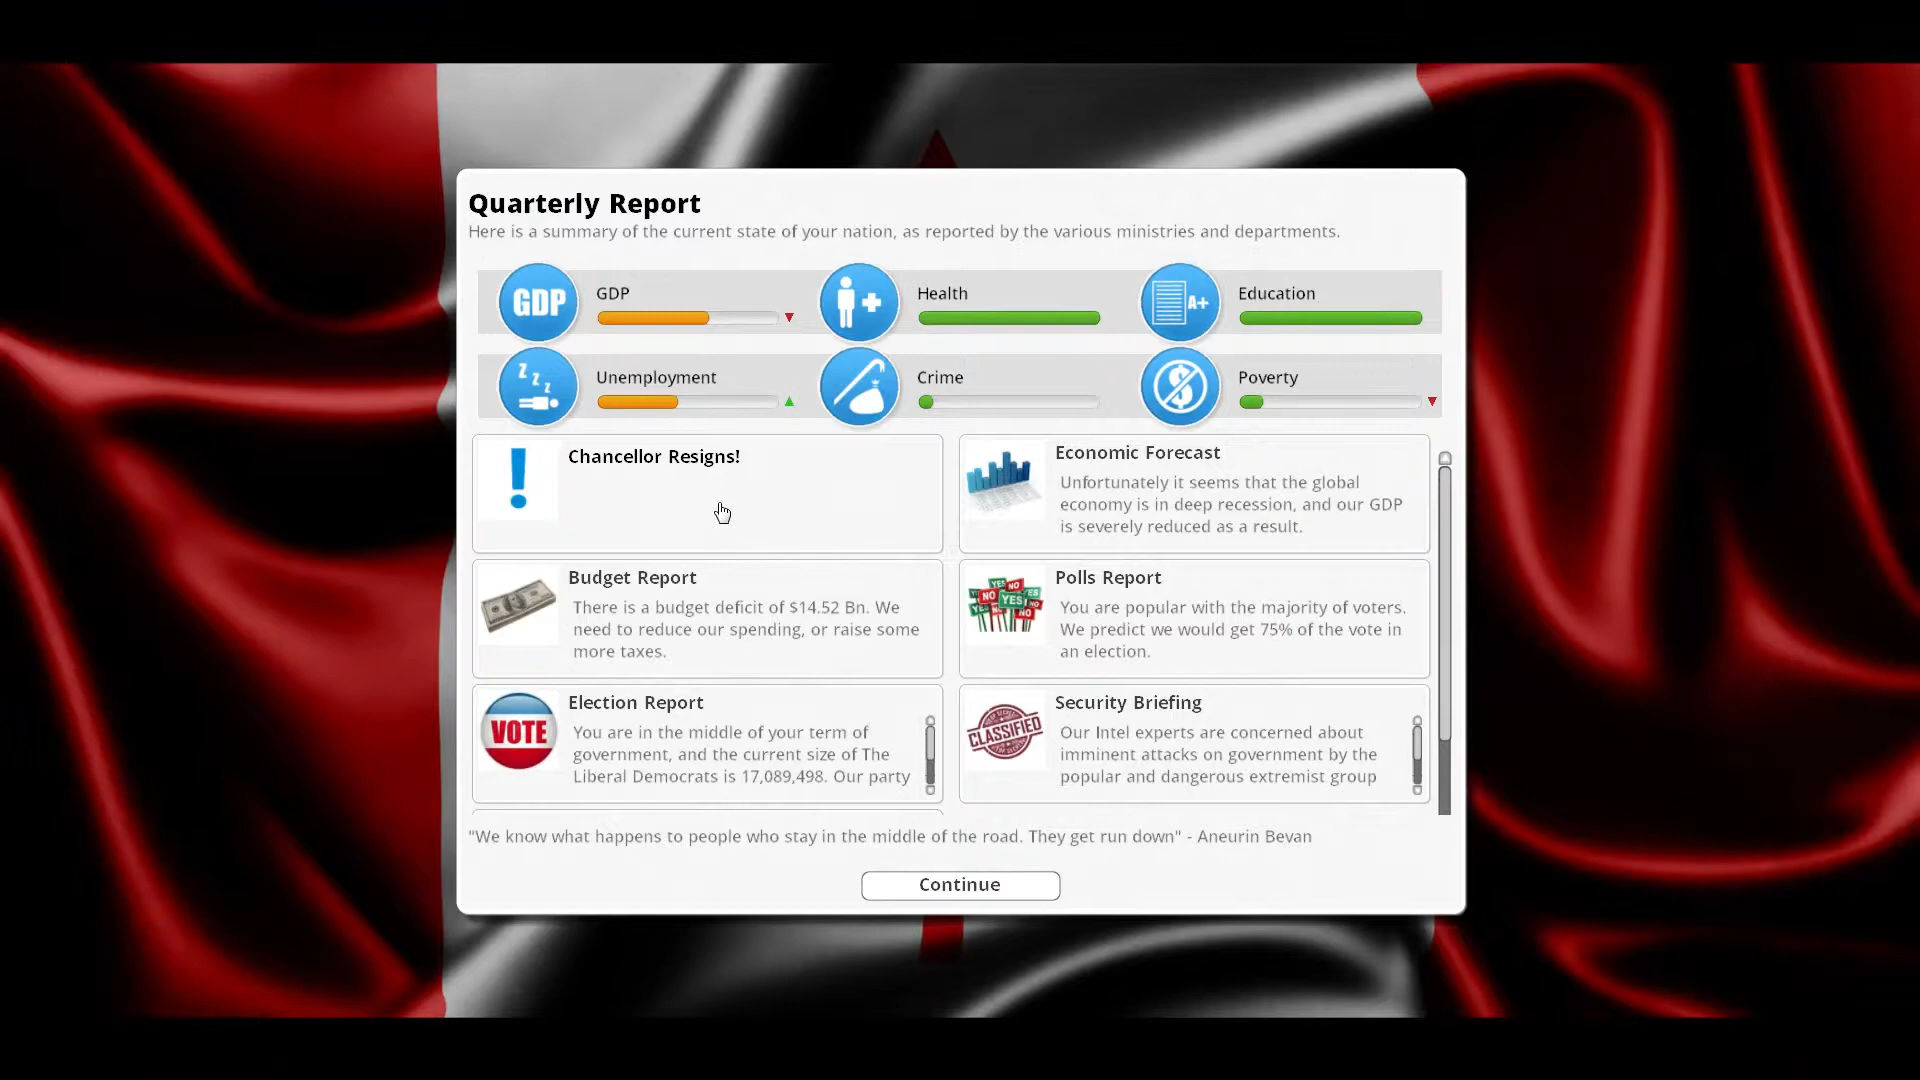 Quarterly Report
Here is a summary of the current state of your nation, as reported by the various ministries and departments.
GDP
GDP
Health
A+
Education
Z Z Z
Unemployment
Crime
$
Poverty
Chancellor Resigns!
Economic Forecast
Unfortunately it seems that the global
economy is in deep recession, and our GDP
is severely reduced as a result.
Budget Report
There is a budget deficit of $14.52 Bn. We
need to reduce our spending, or raise some
more taxes.
YES NO
NO YES
NO
Polls Report
You are popular with the majority of voters.
We predict we would get 75% of the vote in
an election.
VOTE
Election Report
You are in the middle of your term of
government, and the current size of The
Liberal Democrats is 17,089,498. Our party
CLASSIFIED
Security Briefing
Our Intel experts are concerned about
imminent attacks on government by the
popular and dangerous extremist group
"We know what happens to people who stay in the middle of the road. They get run down" - Aneurin Bevan
Continue